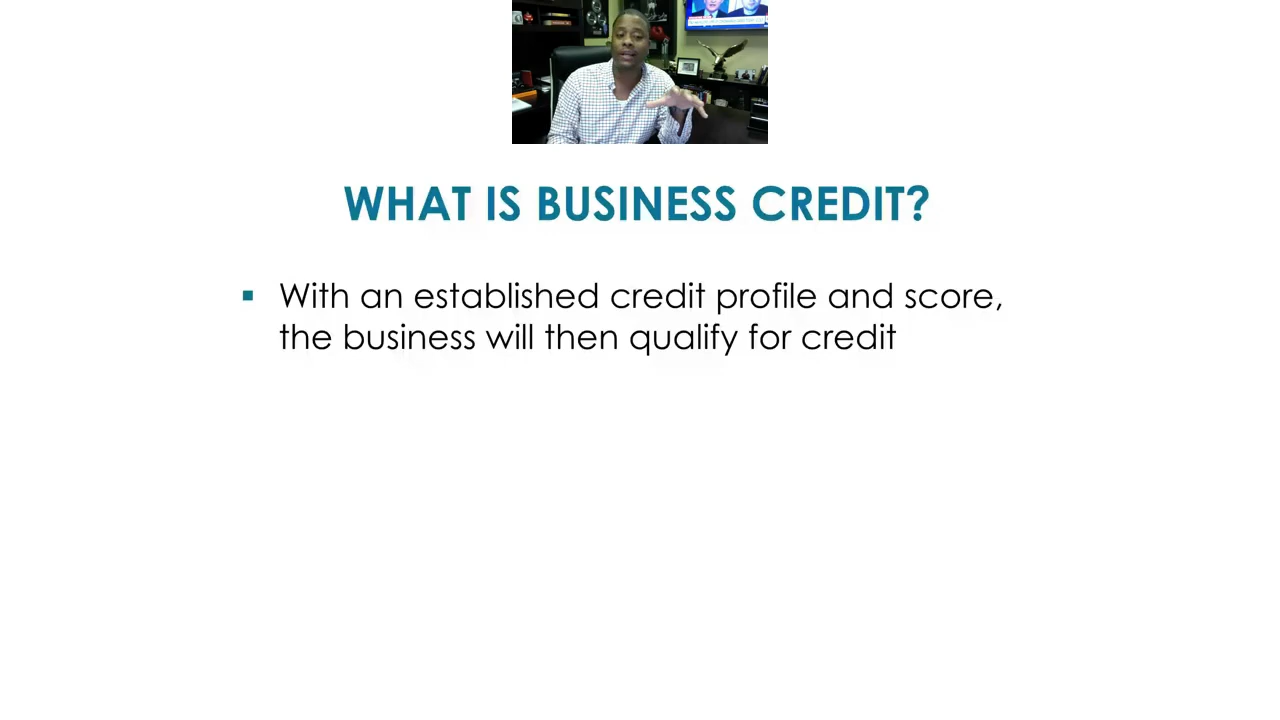 WHAT IS BUSINESS CREDIT?
▪ With an established credit profile and score,
the business will then qualify for credit